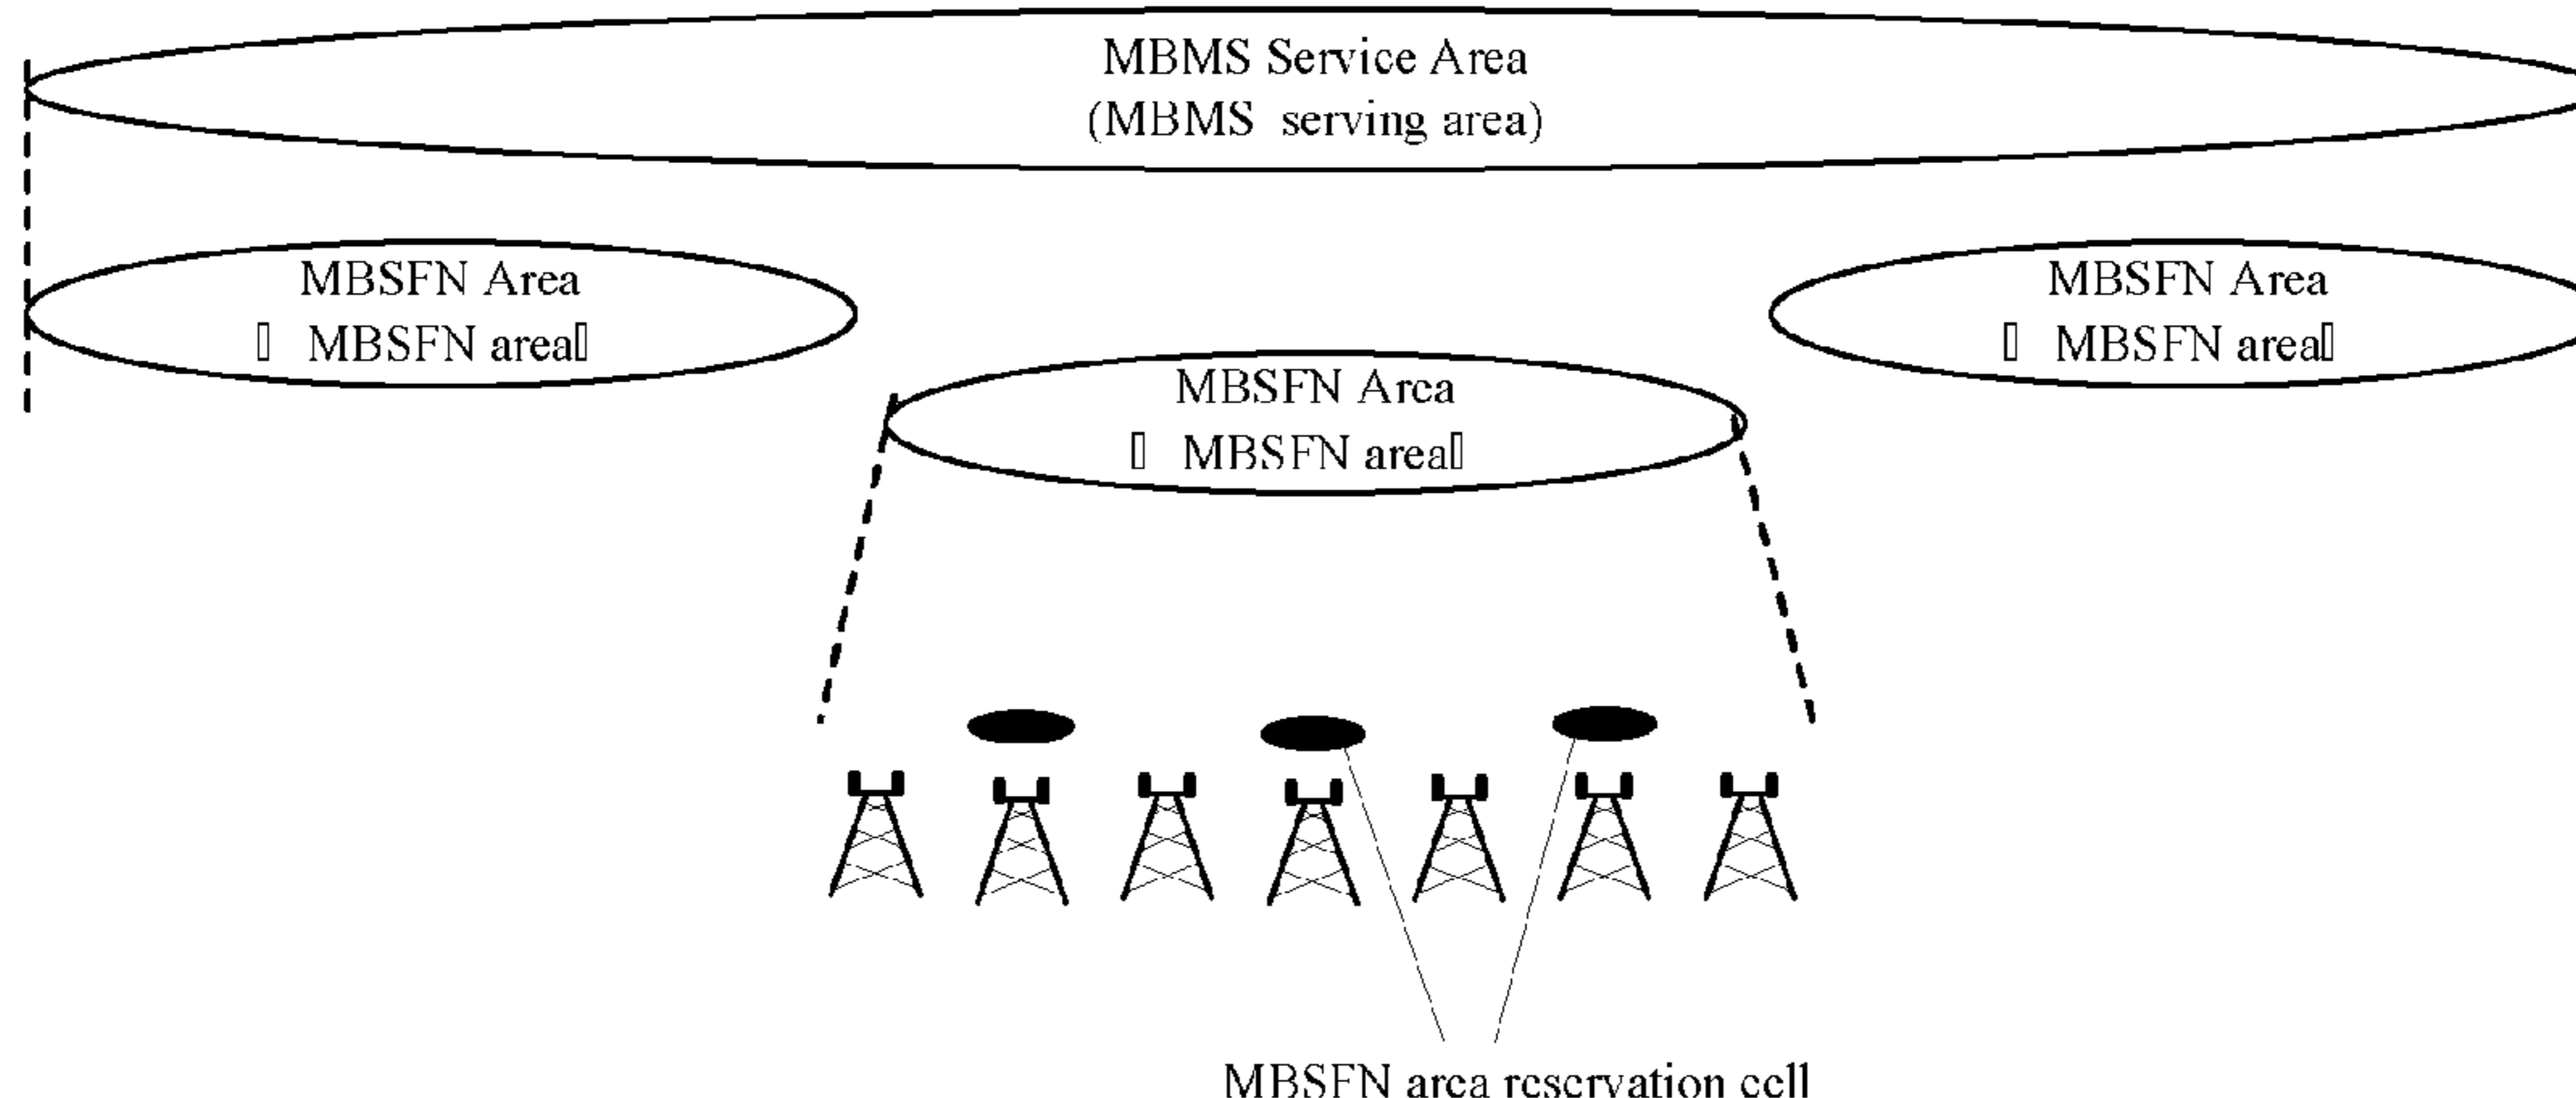 MBMS Service Area
(MBMS serving area)
MBSFN Area
▯ MBSFN area▯
MBSFN Area
▯ MBSFN area▯
MBSFN Area
▯ MBSFN area▯
MBSFN area reservation cell